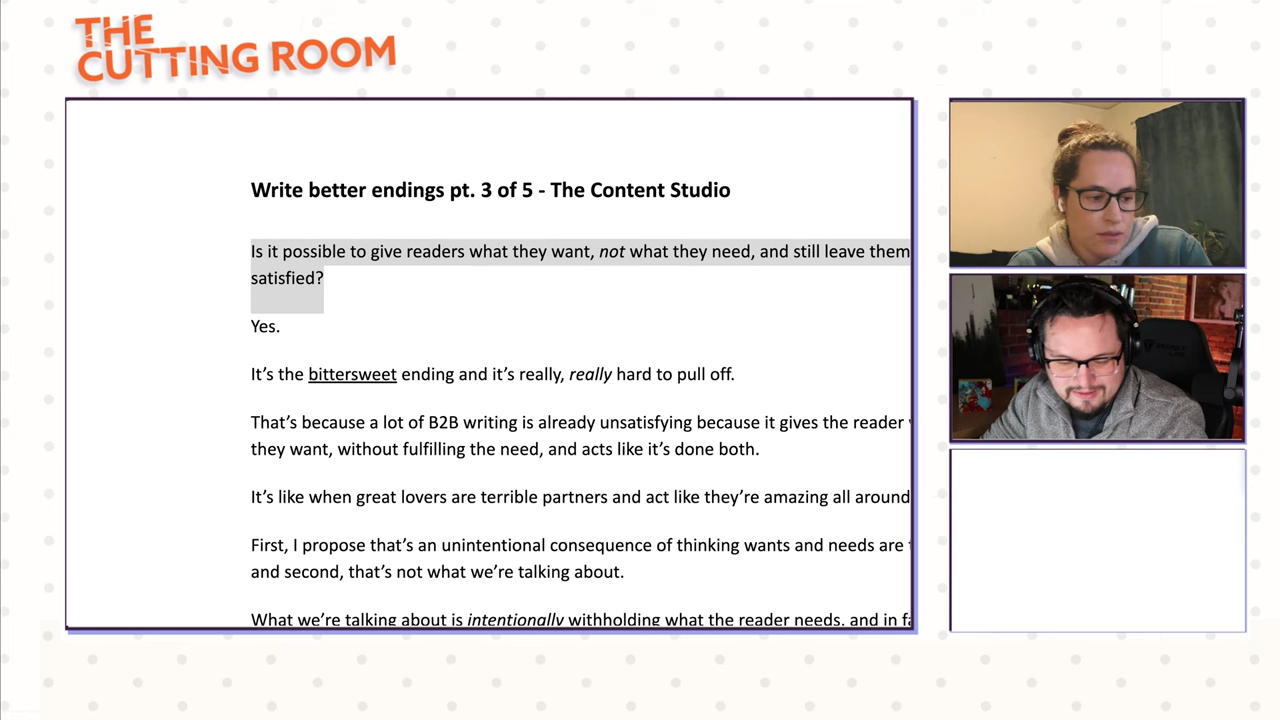 THE
CUTTING ROOM
Write better endings pt. 3 of 5 - The Content Studio
Is it possible to give readers what they want, not what they need, and still leave them
satisfied?
Yes.
It’s the bittersweet ending and it’s really, really hard to pull off.
That’s because a lot of B2B writing is already unsatisfying because it gives the reader
they want, without fulfilling the need, and acts like it’s done both.
It’s like when great lovers are terrible partners and act like they’re amazing all around
First, I propose that’s an unintentional consequence of thinking wants and needs are
and second, that’s not what we’re talking about.
What we’re talking about is intentionally withholding what the reader needs, and in